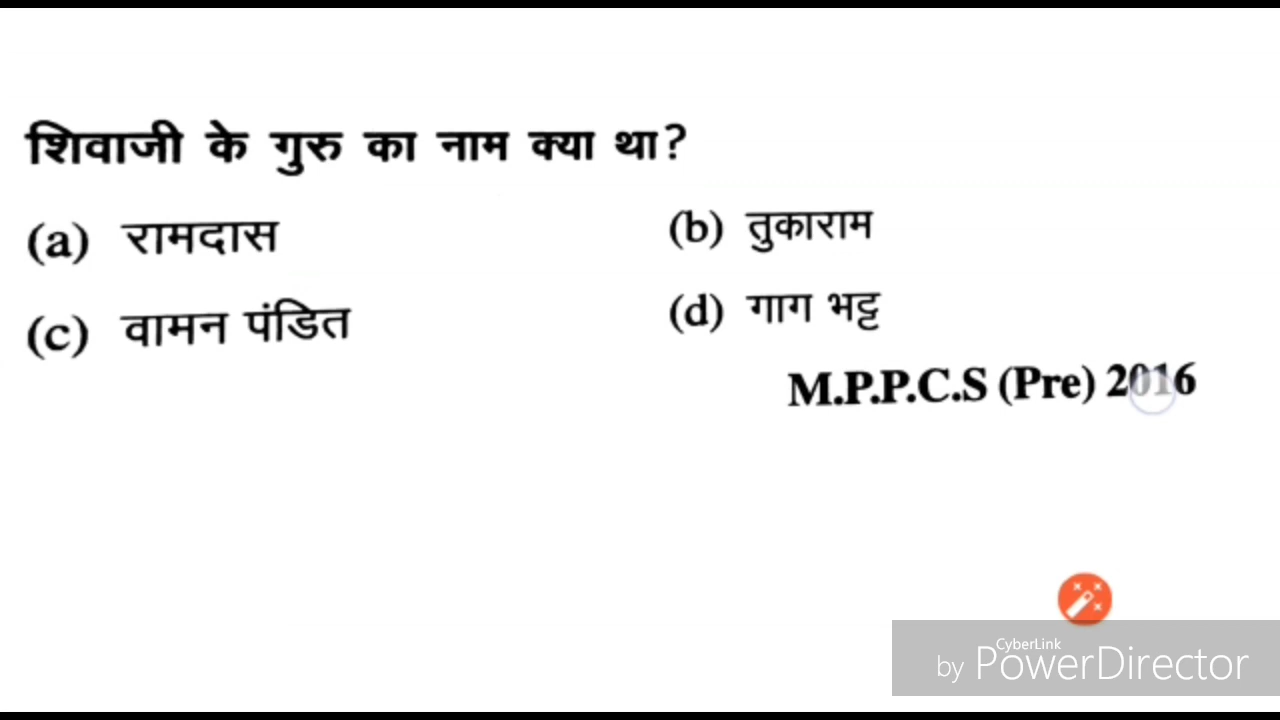 शिवाजी के गुरु का नाम क्या था?
(a) रामदास (b) तुकाराम
(c) वामन पंडित (d) गाग भट्ट
M.P.P.C.S (Pre) 2016
CyberLink
by PowerDirector